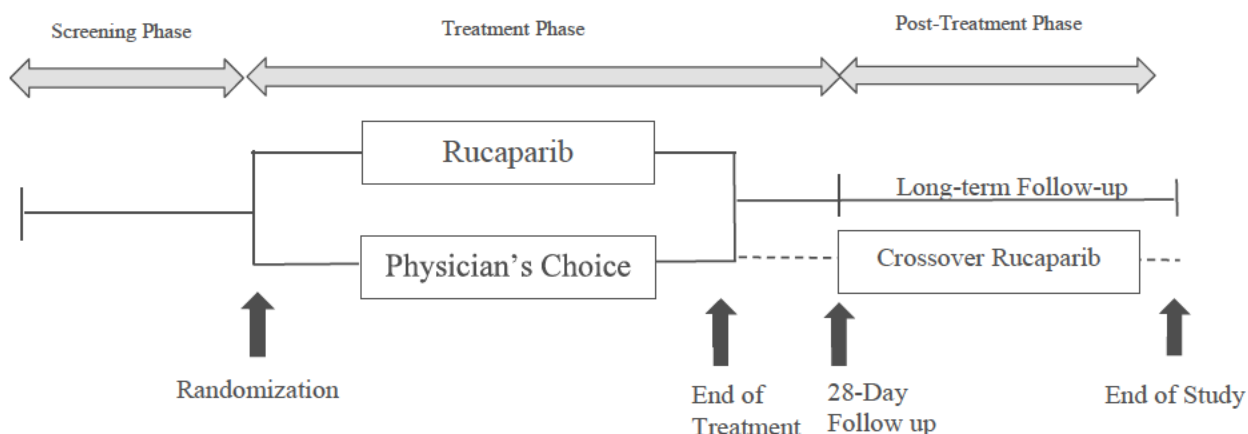 Screening Phase
Treatment Phase
Post-Treatment Phase
Rucaparib
Long-term Follow-up
Physician's Choice
Crossover Rucaparib
Randomization
End of
Treatment
28-Day
Follow up
End of Study